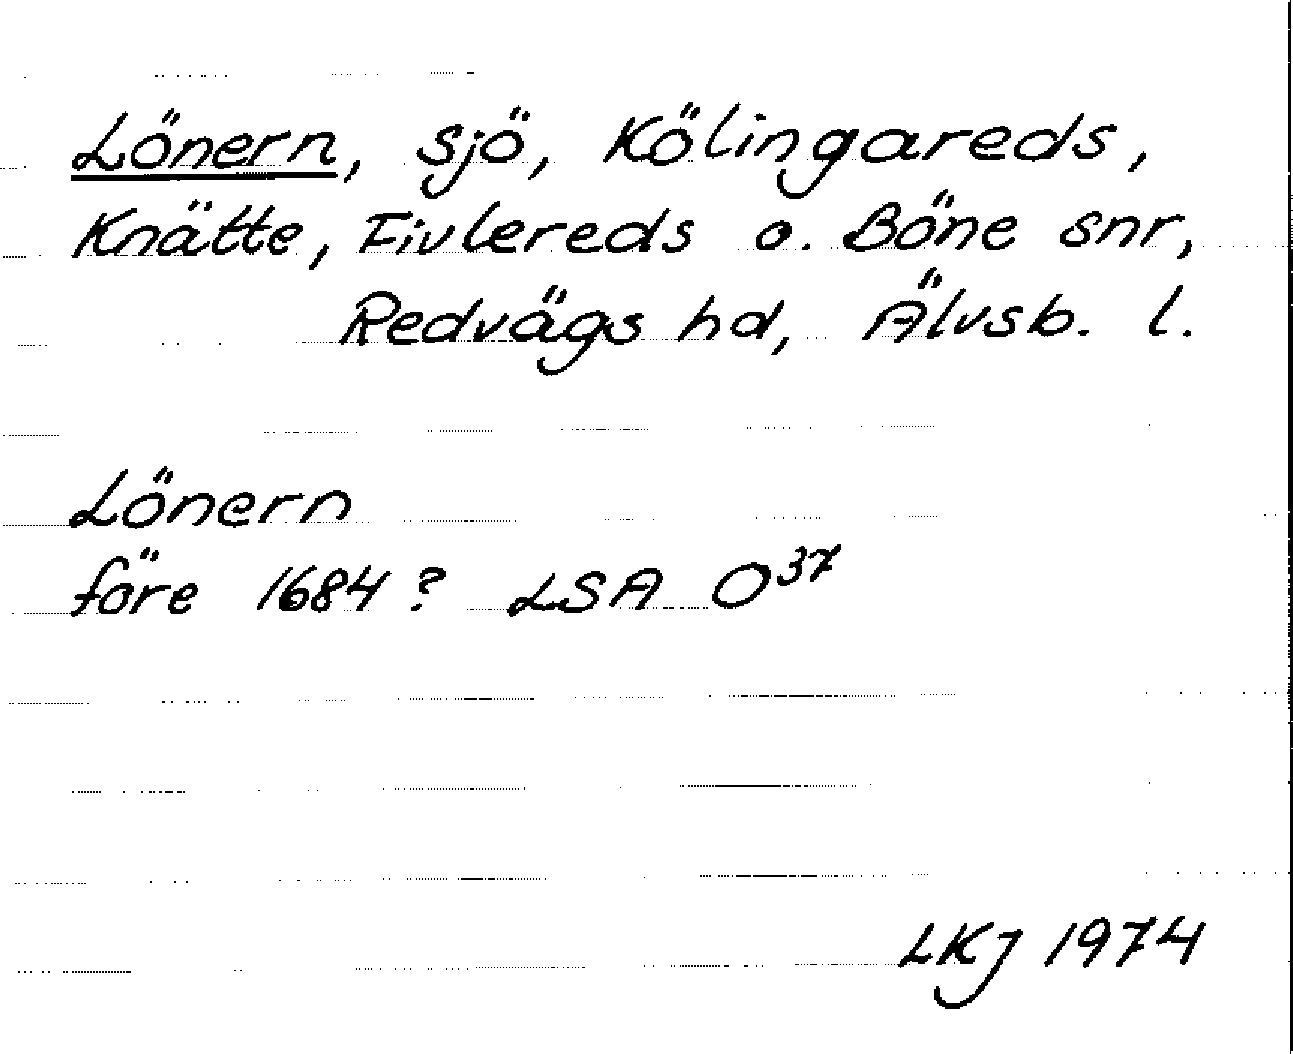 Lönern, sjö, Kölingareds,
Knätte, Fivlereds o. Böne snr,
Redvägs hd, Älvsb. l.
Lönern
före 1684? LSA O³⁷
LKJ 1974